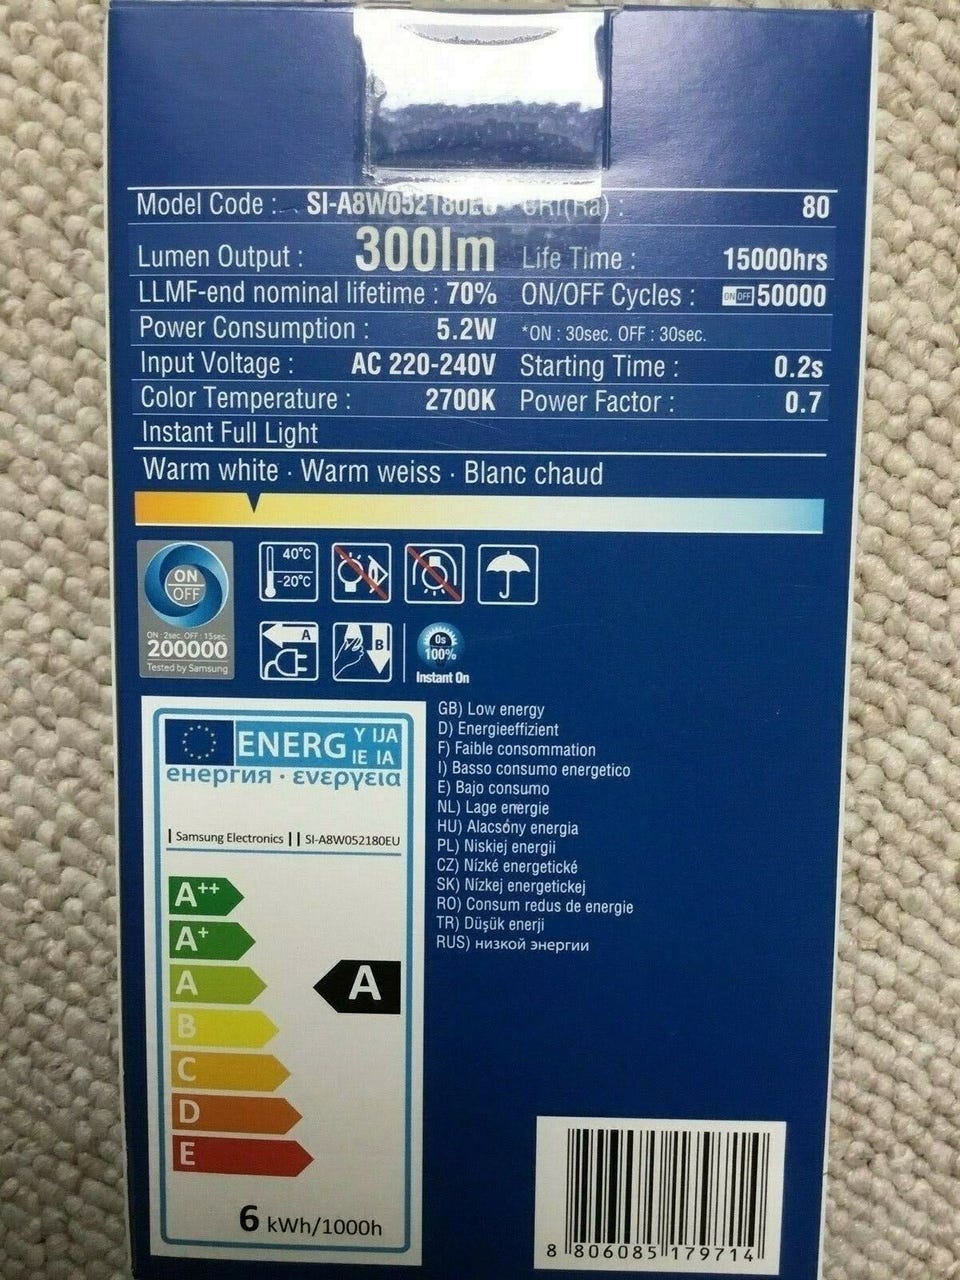 Model Code : SI-A8W052180EU CRI(Ra) : 80
Lumen Output : 300lm Life Time : 15000hrs
LLMF-end nominal lifetime : 70% ON/OFF Cycles : ON OFF 50000
Power Consumption : 5.2W *ON : 30sec. OFF : 30sec.
Input Voltage : AC 220-240V Starting Time : 0.2s
Color Temperature : 2700K Power Factor : 0.7
Instant Full Light
Warm white · Warm weiss · Blanc chaud
ON
OFF
ON : 2sec. OFF : 15sec.
200000
Tested by Samsung
40°C
-20°C
A
B
0s
100%
Instant On
ENERG Y IJA
IE IA
енергия · ενεργεια
Samsung Electronics SI-A8W052180EU
A++
A+
A
A
B
C
D
E
6 kWh/1000h
GB) Low energy
D) Energieeffizient
F) Faible consommation
I) Basso consumo energetico
E) Bajo consumo
NL) Lage energie
HU) Alacsóny energia
PL) Niskiej energii
CZ) Nízké energetické
SK) Nízkej energetickej
RO) Consum redus de energie
TR) Düşük enerji
RUS) низкой энергии
8 806085 179714